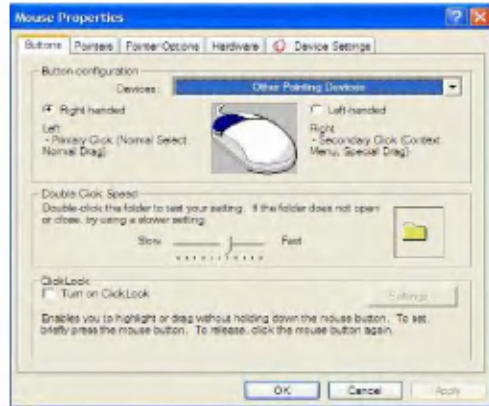 Mouse Properties
Buttons Pointers Pointer Options Hardware Device Settings
Button configuration
Devices: Other Pointing Devices
Right handed Left-handed
Left: Right:
- Primary Click (Normal Select, - Secondary Click (Context
Normal Drag) Menu, Special Drag)
Double Click Speed
Double-click the folder to test your setting. If the folder does not open
or close, try using a slower setting.
Slow Fast
ClickLock
Turn on ClickLock Settings...
Enables you to highlight or drag without holding down the mouse button. To set,
briefly press the mouse button. To release, click the mouse button again.
OK Cancel Apply